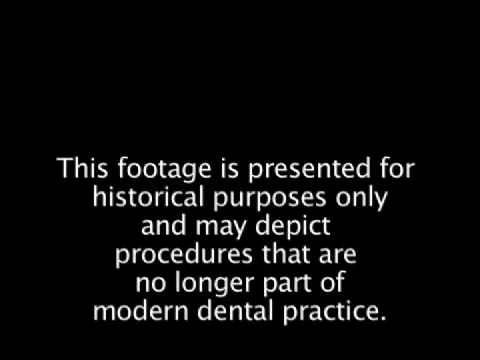 This footage is presented for
historical purposes only
and may depict
procedures that are
no longer part of
modern dental practice.